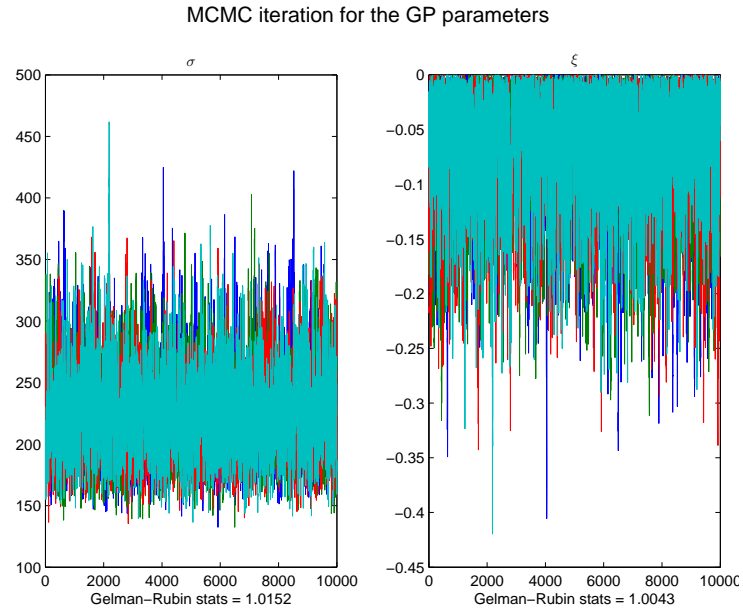 MCMC iteration for the GP parameters
σ
500
450
400
350
300
250
200
150
100
0 2000 4000 6000 8000 10000
Gelman−Rubin stats = 1.0152
ξ
0
−0.05
−0.1
−0.15
−0.2
−0.25
−0.3
−0.35
−0.4
−0.45
0 2000 4000 6000 8000 10000
Gelman−Rubin stats = 1.0043